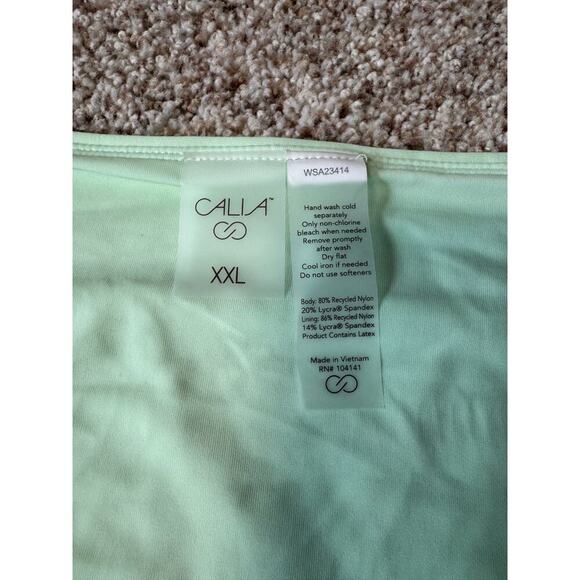 CALIA™
XXL
WSA23414
Hand wash cold
separately
Only non-chlorine
bleach when needed
Remove promptly
after wash
Dry flat
Cool iron if needed
Do not use softeners
Body: 80% Recycled Nylon
20% Lycra® Spandex
Lining: 86% Recycled Nylon
14% Lycra® Spandex
Product Contains Latex
Made in Vietnam
RN# 104141